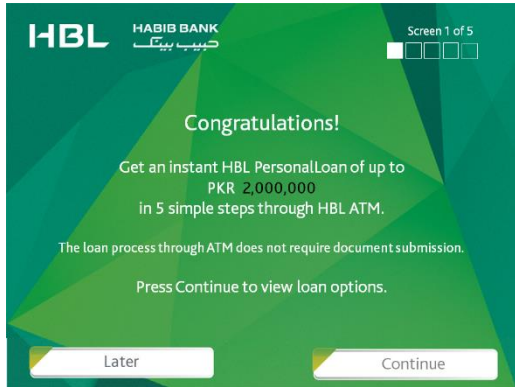 HBL
HABIB BANK
حبیب بینک
Screen 1 of 5
Congratulations!
Get an instant HBL PersonalLoan of up to
PKR 2,000,000
in 5 simple steps through HBL ATM.
The loan process through ATM does not require document submission.
Press Continue to view loan options.
Later
Continue